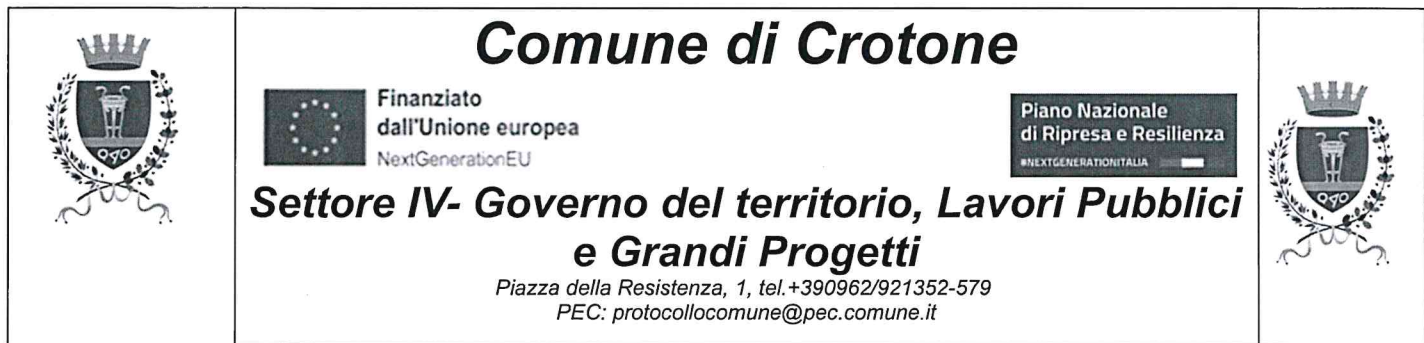 Comune di Crotone
Finanziato
dall'Unione europea
NextGenerationEU
Piano Nazionale
di Ripresa e Resilienza
#NEXTGENERATIONITALIA
Settore IV- Governo del territorio, Lavori Pubblici
e Grandi Progetti
Piazza della Resistenza, 1, tel.+390962/921352-579
PEC: protocollocomune@pec.comune.it